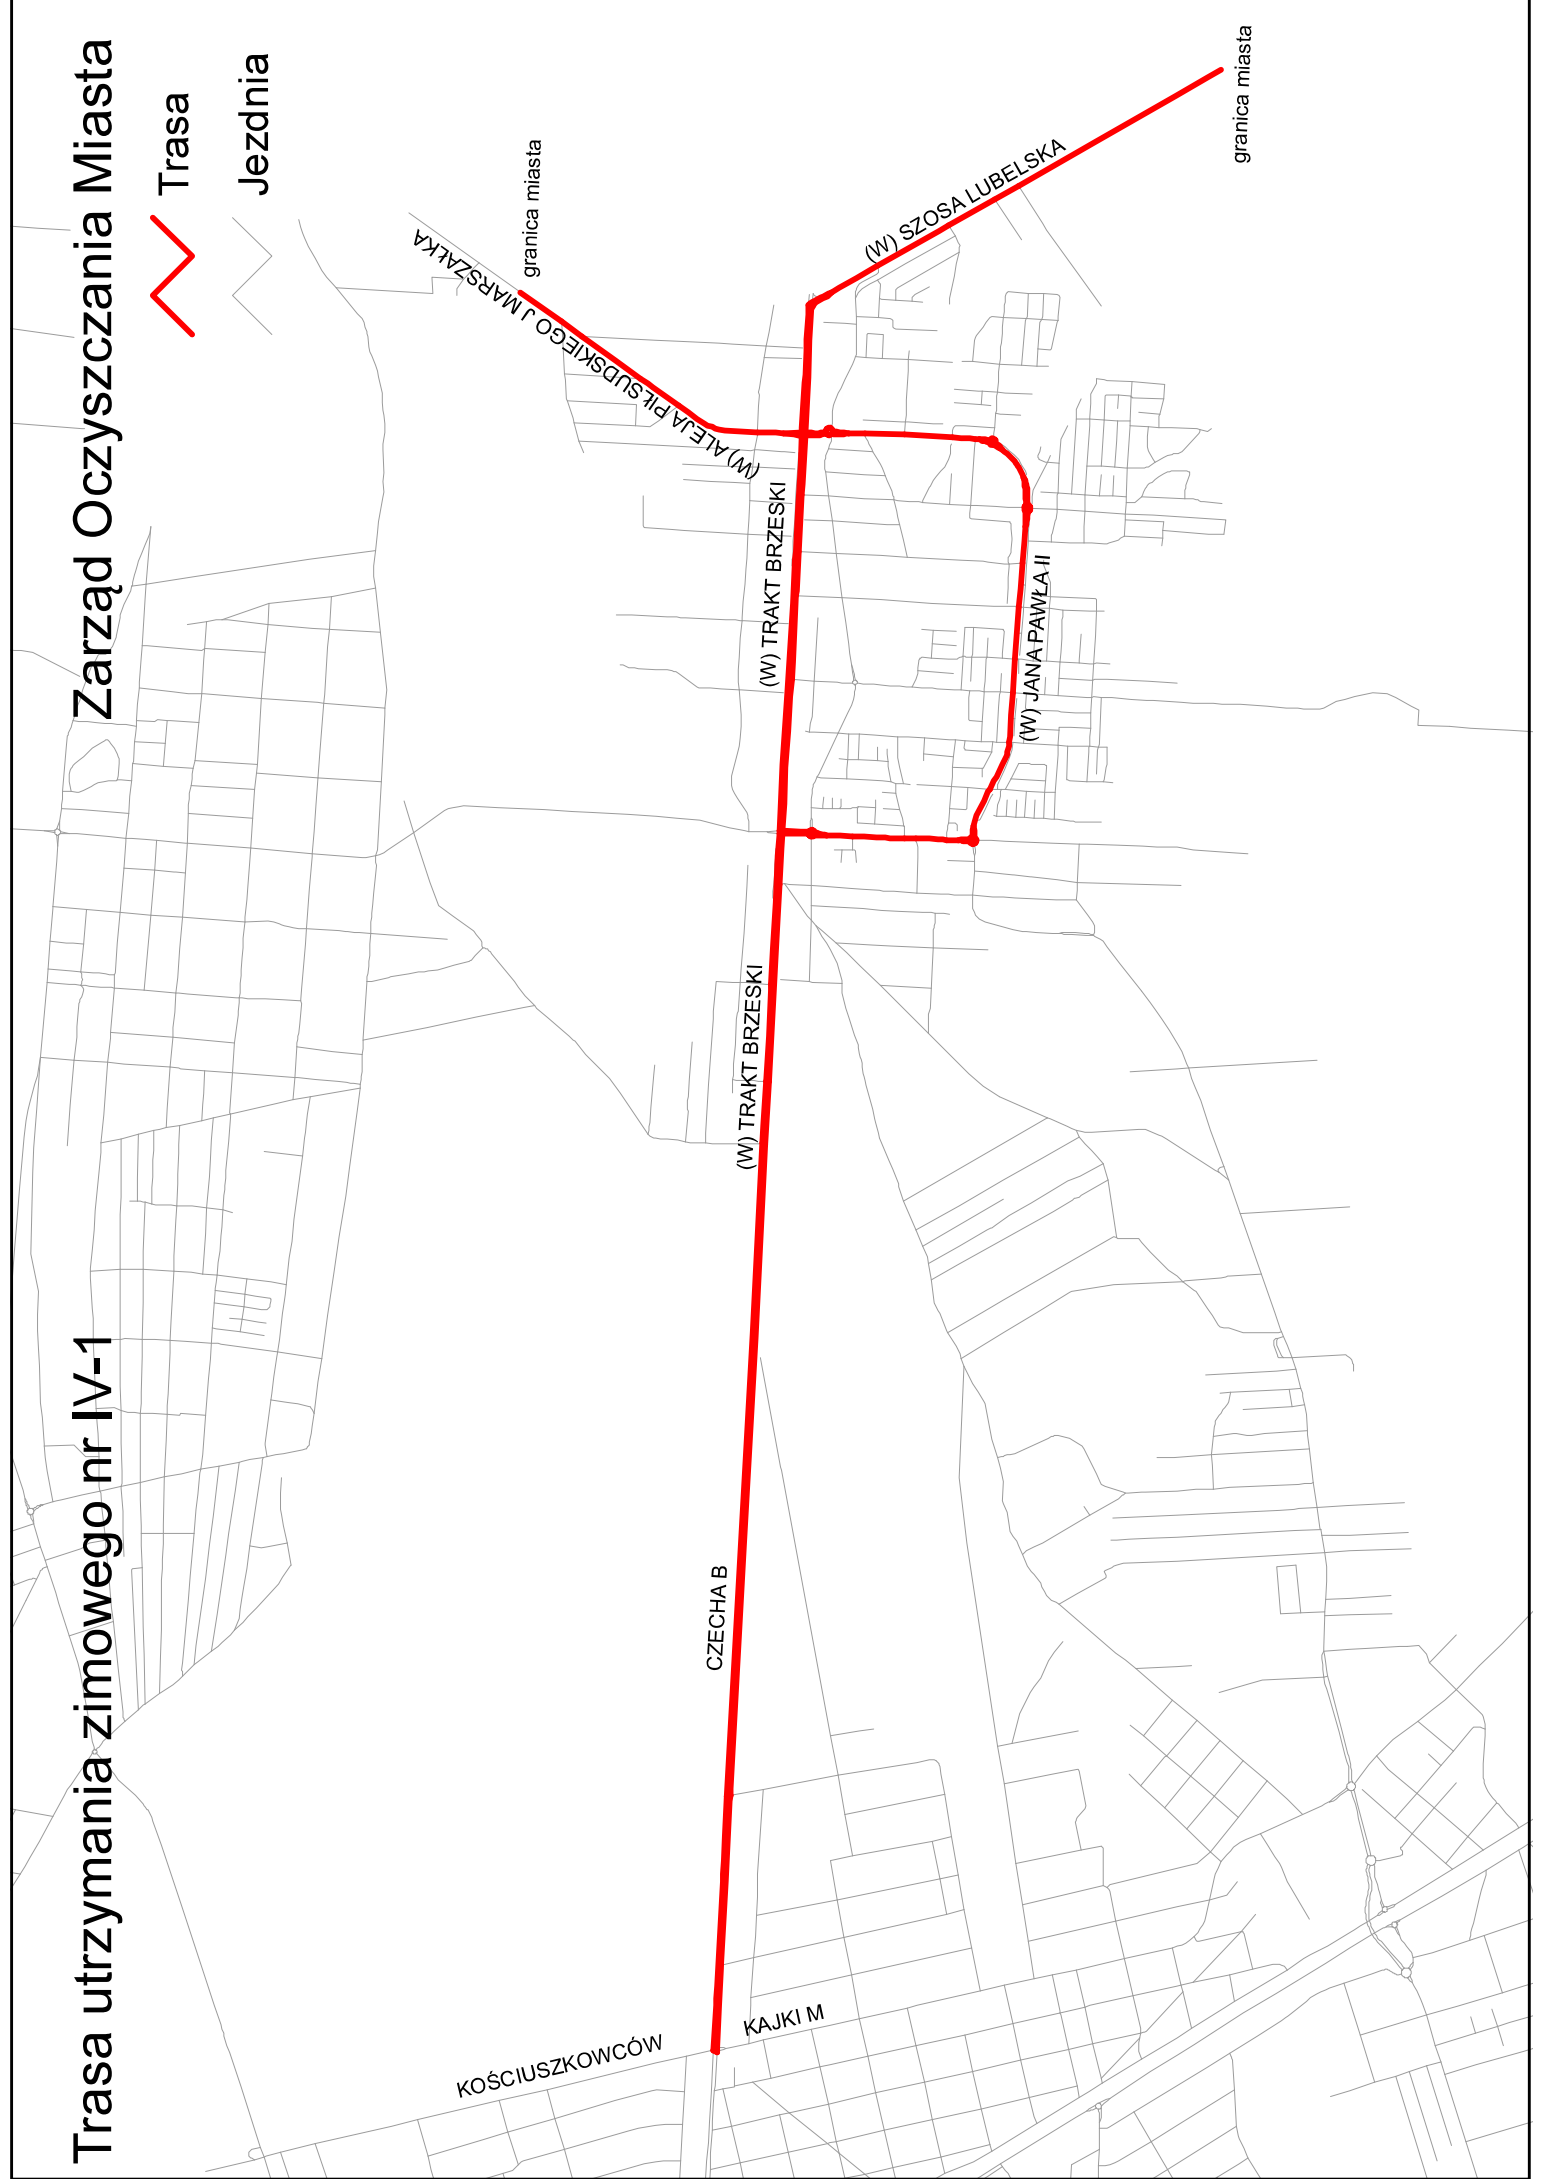 Trasa utrzymania zimowego nr IV-1
Zarząd Oczyszczania Miasta
Trasa
Jezdnia
granica miasta
(W) ALEJA PIŁSUDSKIEGO J MARSZAŁKA
(W) SZOSA LUBELSKA
granica miasta
(W) TRAKT BRZESKI
(W) JANA PAWŁA II
(W) TRAKT BRZESKI
CZECHA B
KOŚCIUSZKOWCÓW
KAJKI M